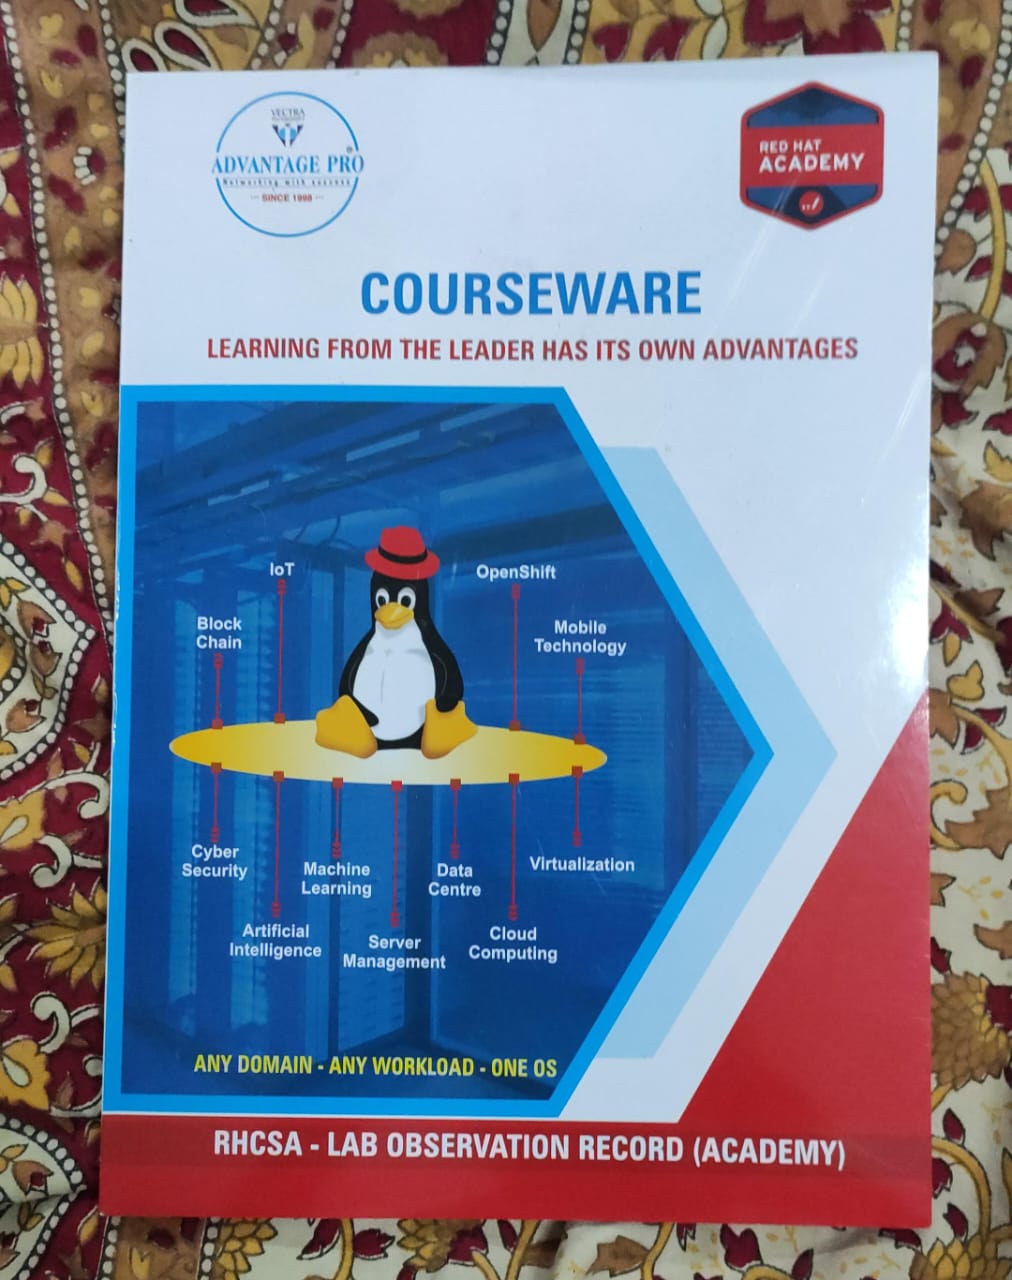 VECTRA
ADVANTAGE PRO®
Networking with success
SINCE 1998
RED HAT
ACADEMY
COURSEWARE
LEARNING FROM THE LEADER HAS ITS OWN ADVANTAGES
IoT
OpenShift
Block
Chain
Mobile
Technology
Cyber
Security
Machine
Learning
Data
Centre
Virtualization
Artificial
Intelligence
Server
Management
Cloud
Computing
ANY DOMAIN - ANY WORKLOAD - ONE OS
RHCSA - LAB OBSERVATION RECORD (ACADEMY)